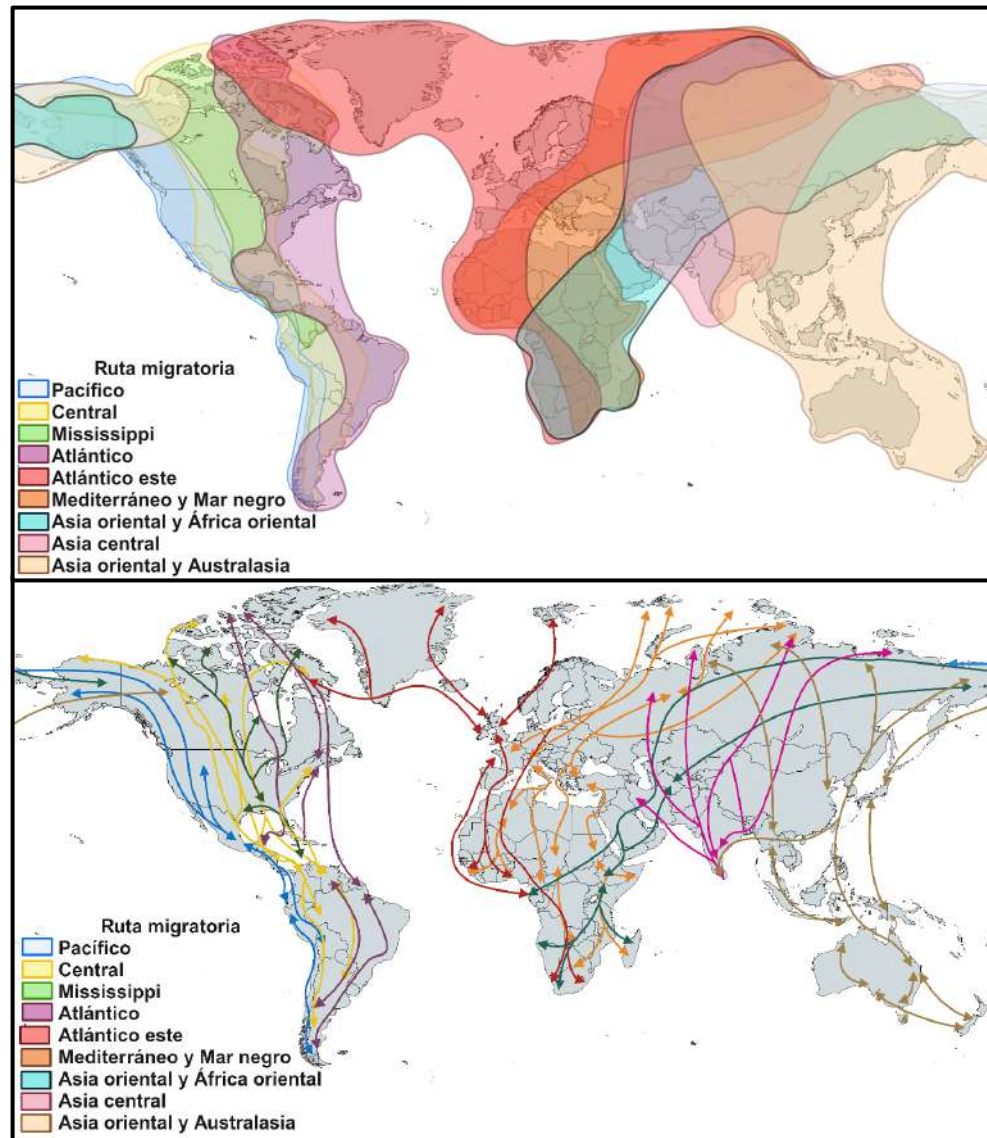 Ruta migratoria
Pacífico
Central
Mississippi
Atlántico
Atlántico este
Mediterráneo y Mar negro
Asia oriental y África oriental
Asia central
Asia oriental y Australasia
Ruta migratoria
Pacífico
Central
Mississippi
Atlántico
Atlántico este
Mediterráneo y Mar negro
Asia oriental y África oriental
Asia central
Asia oriental y Australasia